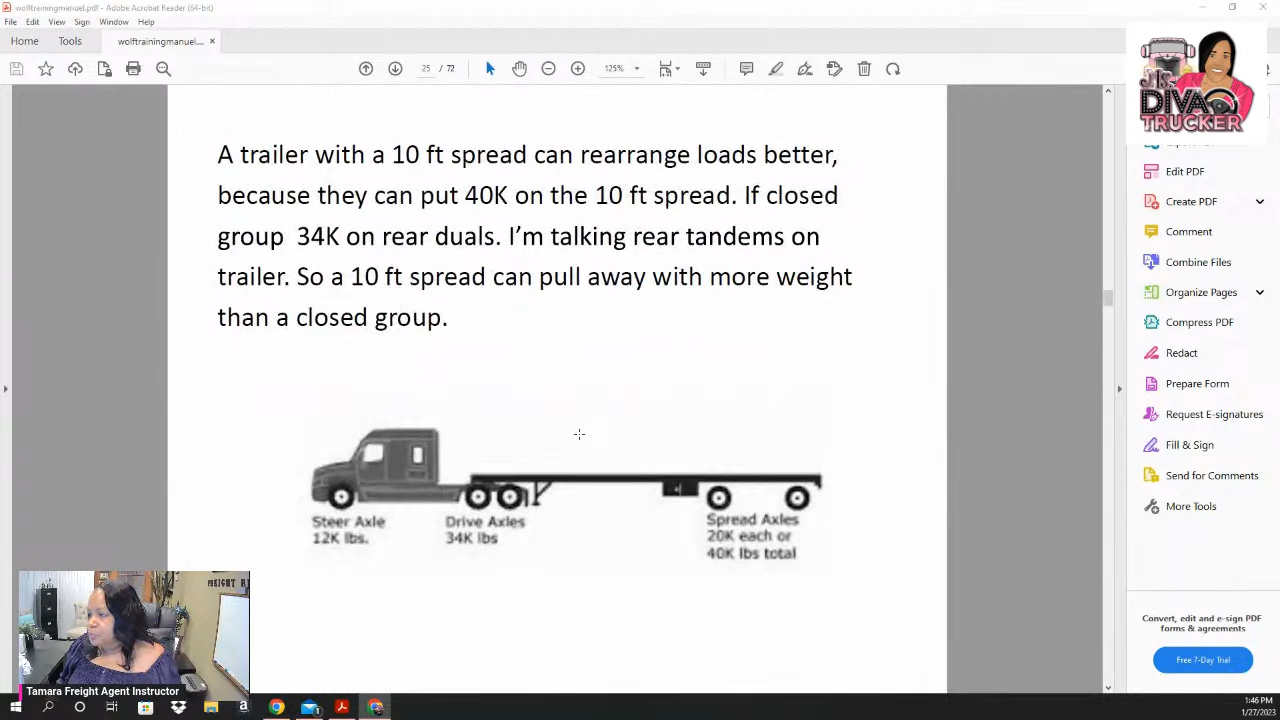 wolftrainingmanuel.pdf - Adobe Acrobat Reader (64-bit)
File Edit View Sign Window Help
Home Tools wolftrainingmanuel....
25 / 125%
Ms.
DIVA
TRUCKER
A trailer with a 10 ft spread can rearrange loads better,
because they can put 40K on the 10 ft spread. If closed
group 34K on rear duals. I'm talking rear tandems on
trailer. So a 10 ft spread can pull away with more weight
than a closed group.
Steer Axle
12K lbs.
Drive Axles
34K lbs
Spread Axles
20K each or
40K lbs total
Edit PDF
Create PDF
Comment
Combine Files
Organize Pages
Compress PDF
Redact
Prepare Form
Request E-signatures
Fill & Sign
Send for Comments
More Tools
Convert, edit and e-sign PDF
forms & agreements
Free 7-Day Trial
Tamara Freight Agent Instructor
1:46 PM
1/27/2023